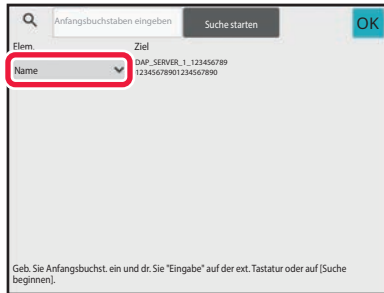 Anfangsbuchstaben eingeben
Suche starten
OK
Elem.
Ziel
Name
DAP_SERVER_1_123456789
12345678901234567890
Geb. Sie Anfangsbuchst. ein und dr. Sie "Eingabe" auf der ext. Tastatur oder auf [Suche
beginnen].